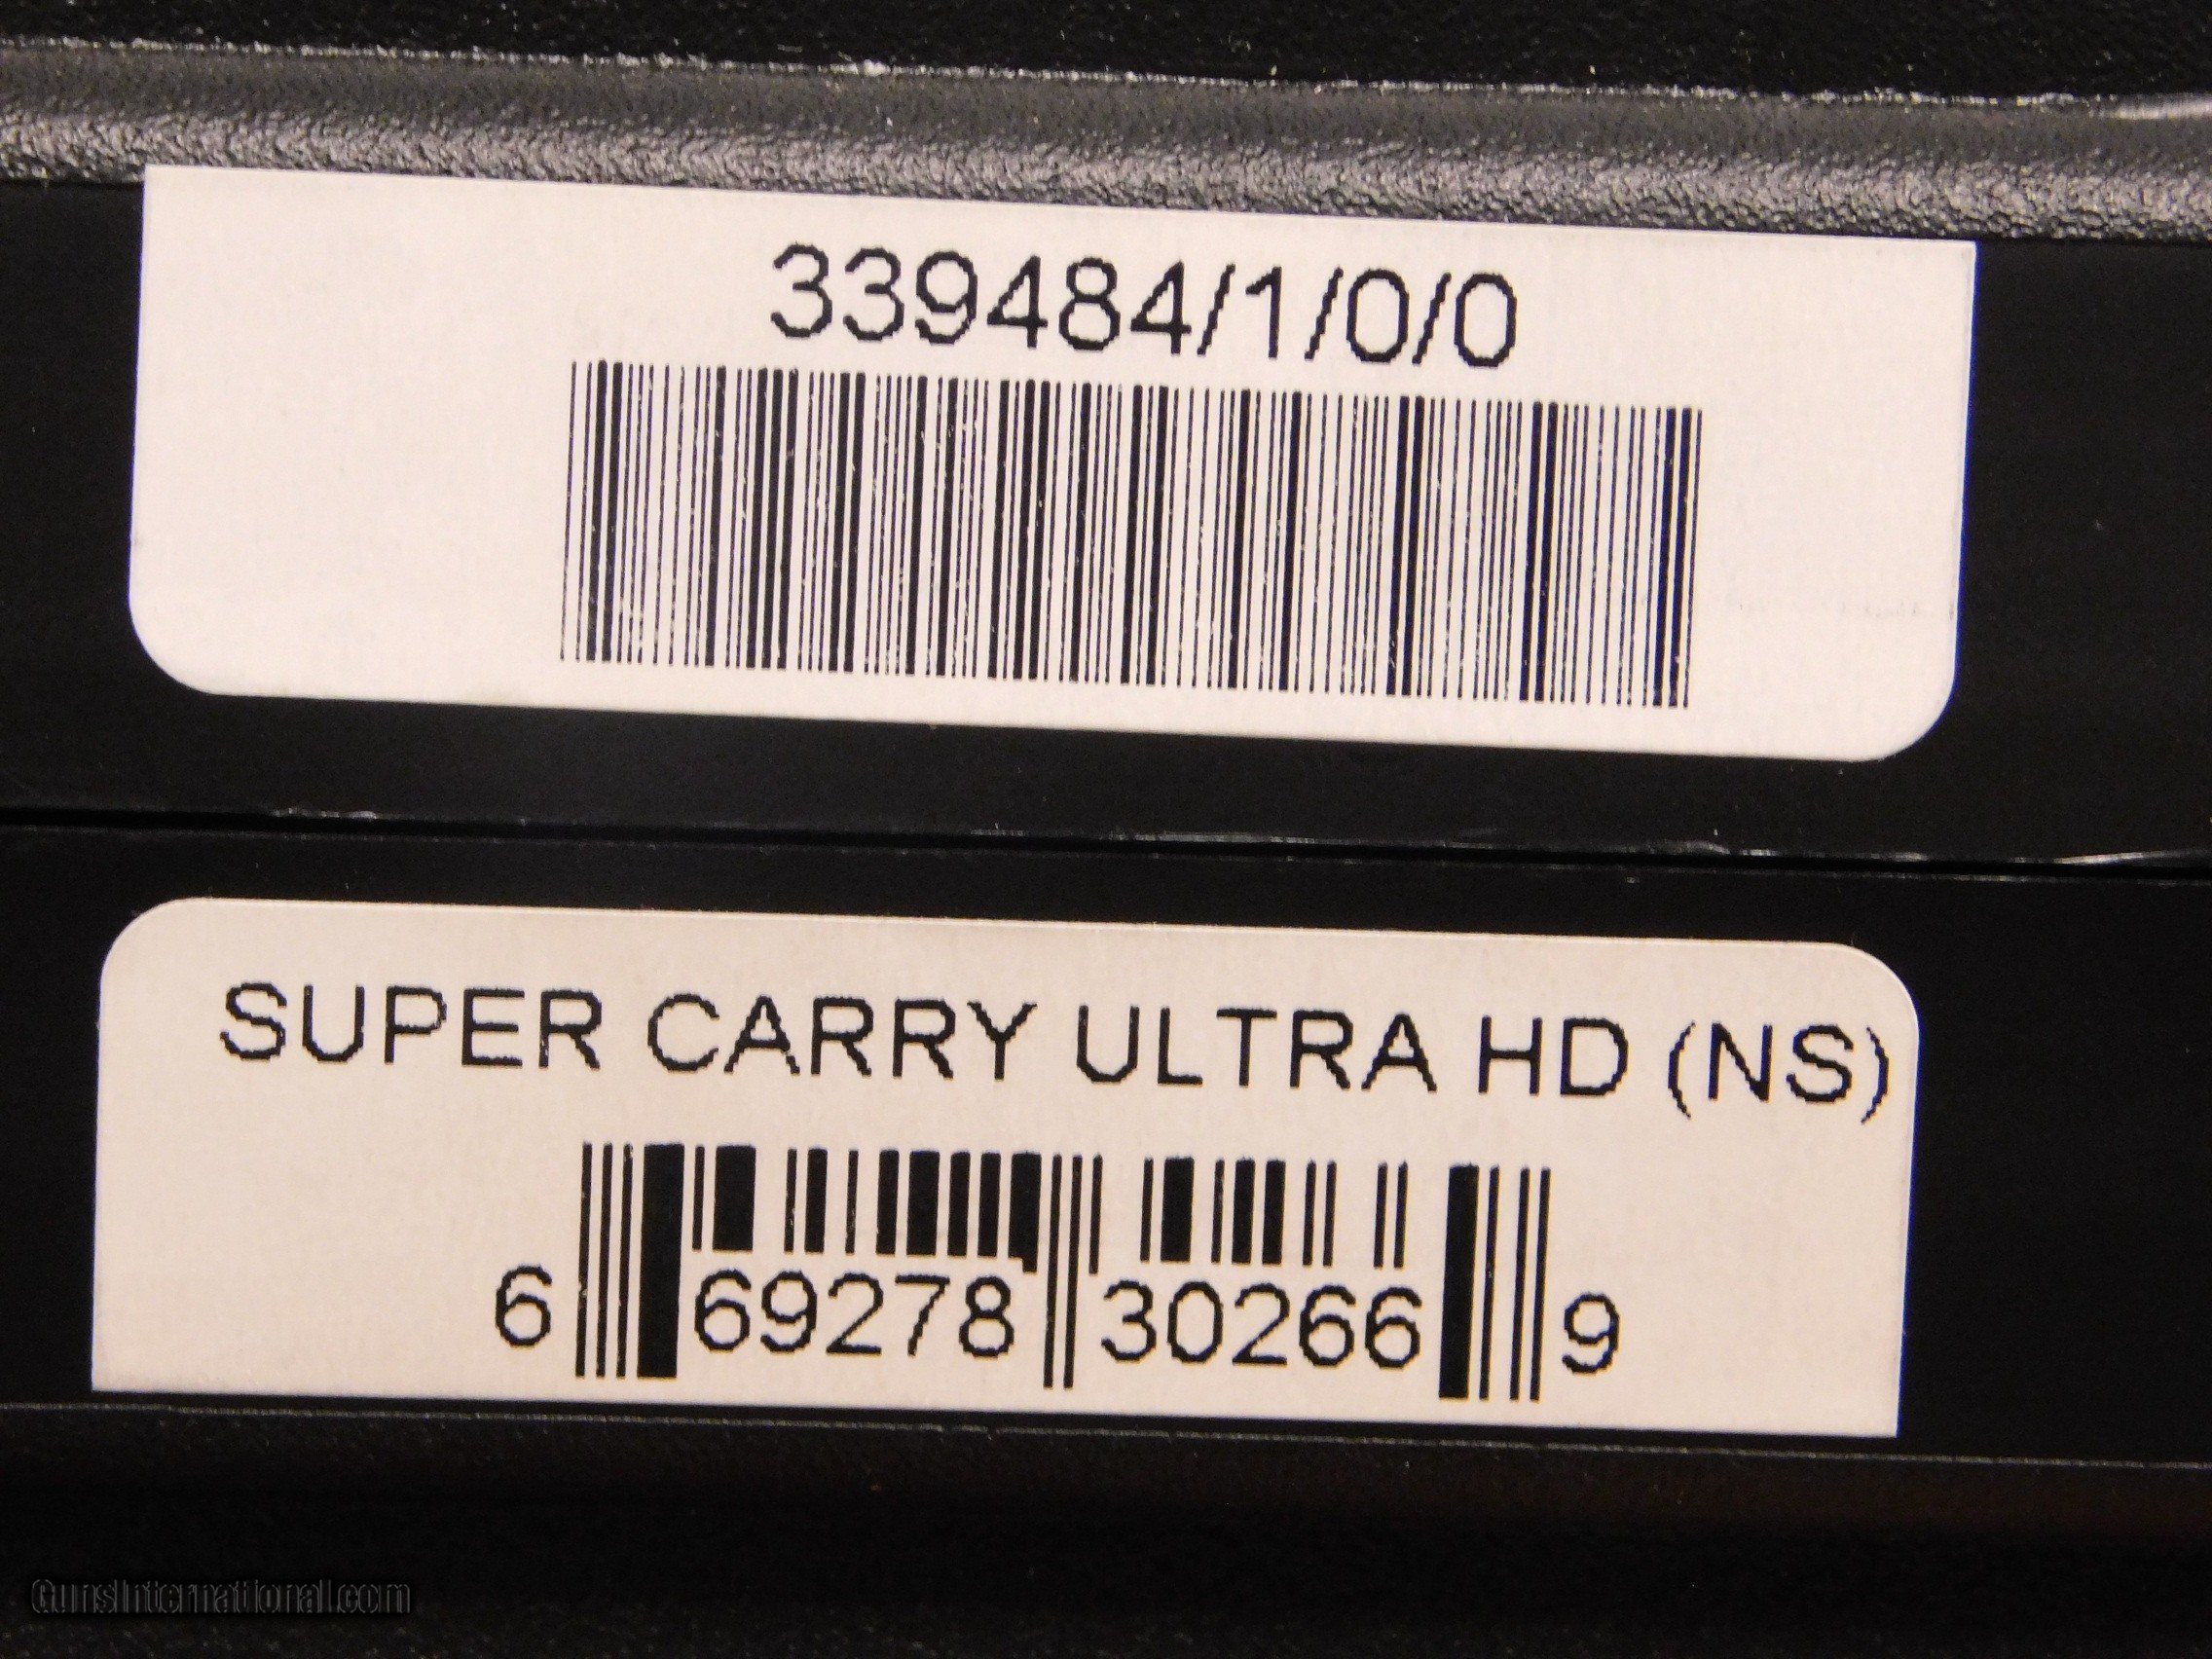 339484/1/0/0
SUPER CARRY ULTRA HD (NS)
6 69278 30266 9
GunsInternational.com